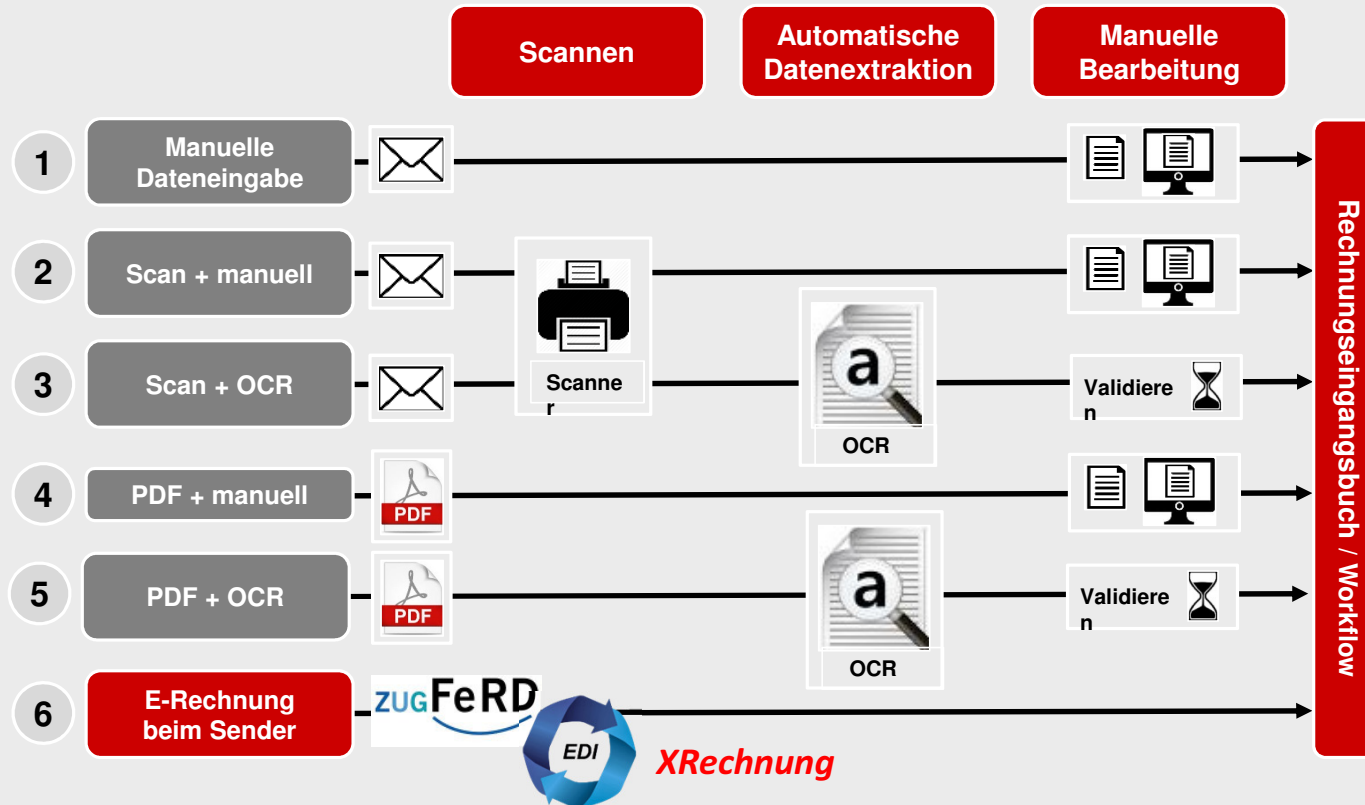 Scannen
Automatische
Datenextraktion
Manuelle
Bearbeitung
1
Manuelle
Dateneingabe
2
Scan + manuell
3
Scan + OCR
Scanne
r
a
OCR
Validiere
n
4
PDF + manuell
PDF
5
PDF + OCR
PDF
a
OCR
Validiere
n
6
E-Rechnung
beim Sender
ZUGFeRD
EDI
XRechnung
Rechnungseingangsbuch / Workflow